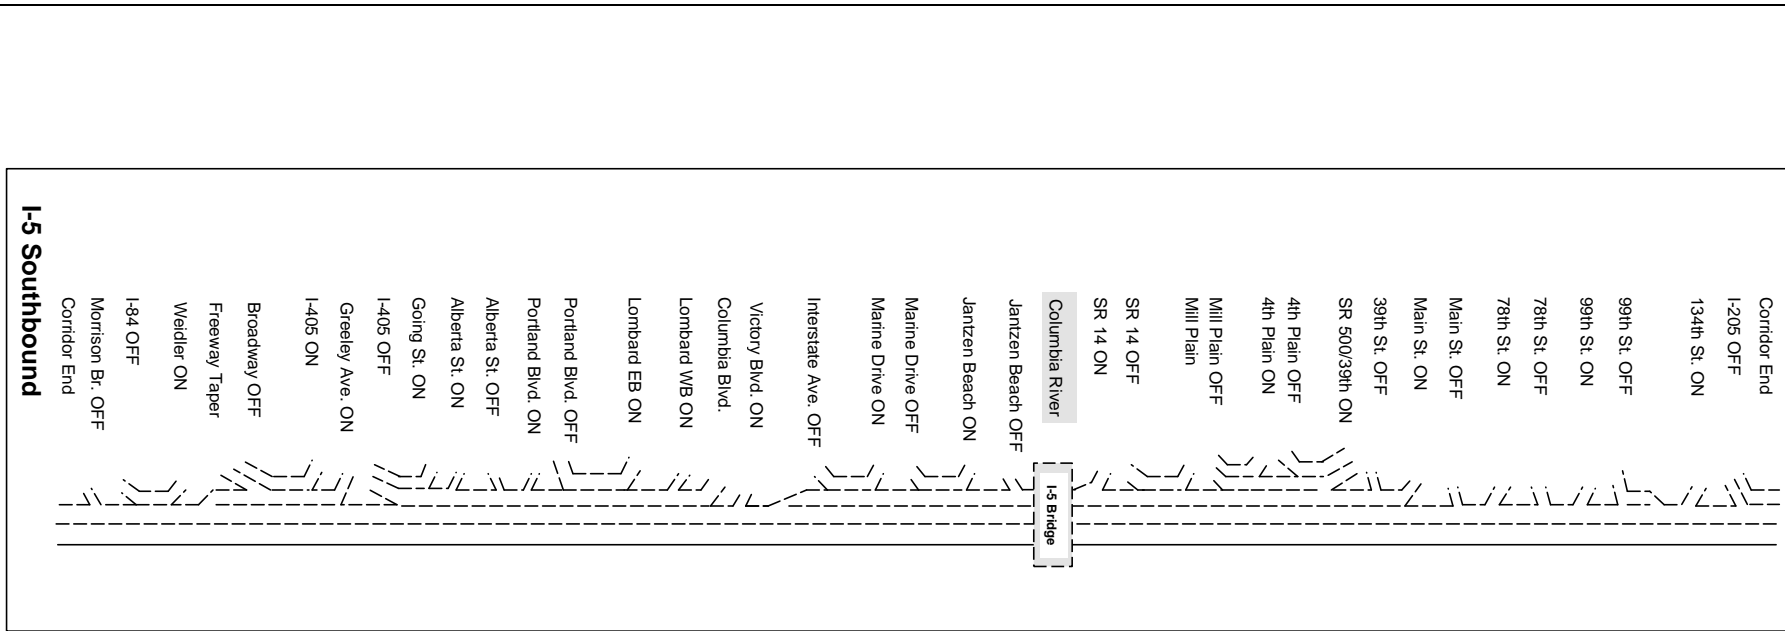 I-5 Southbound
Corridor End
Morrison Br. OFF
I-84 OFF
Weidler ON
Freeway Taper
Broadway OFF
I-405 ON
Greeley Ave. ON
I-405 OFF
Going St. ON
Alberta St. ON
Alberta St. OFF
Portland Blvd. ON
Portland Blvd. OFF
Lombard EB ON
Lombard WB ON
Columbia Blvd.
Victory Blvd. ON
Interstate Ave. OFF
Marine Drive ON
Marine Drive OFF
Jantzen Beach ON
Jantzen Beach OFF
Columbia River
I-5 Bridge
SR 14 ON
SR 14 OFF
Mill Plain
Mill Plain OFF
4th Plain ON
4th Plain OFF
SR 500/39th ON
39th St. OFF
Main St. ON
Main St. OFF
78th St. ON
78th St. OFF
99th St. ON
99th St. OFF
134th St. ON
I-205 OFF
Corridor End